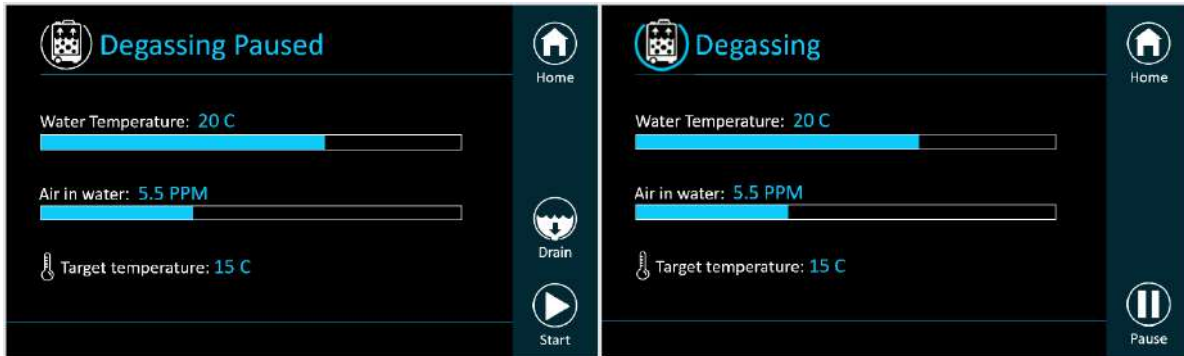 Degassing Paused
Home
Water Temperature: 20 C
Air in water: 5.5 PPM
Drain
Target temperature: 15 C
Start
Degassing
Home
Water Temperature: 20 C
Air in water: 5.5 PPM
Target temperature: 15 C
Pause